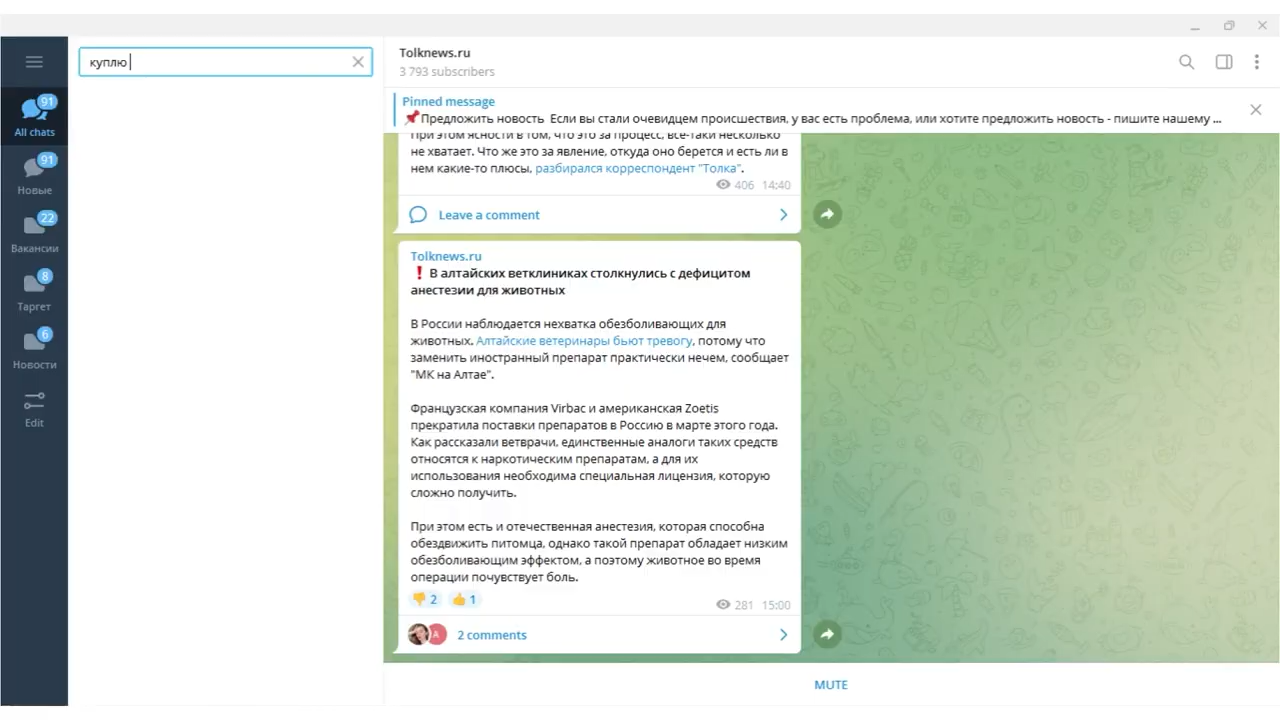 куплю
91
All chats
91
Новые
22
Вакансии
8
Таргет
6
Новости
Edit
Tolknews.ru
3 793 subscribers
Pinned message
📌Предложить новость Если вы стали очевидцем происшествия, у вас есть проблема, или хотите предложить новость - пишите нашему ...
При этом ясности в том, что это за процесс, все-таки несколько
не хватает. Что же это за явление, откуда оно берется и есть ли в
нем какие-то плюсы, разбирался корреспондент "Толка".
406 14:40
Leave a comment
Tolknews.ru
❗ В алтайских ветклиниках столкнулись с дефицитом
анестезии для животных
В России наблюдается нехватка обезболивающих для
животных. Алтайские ветеринары бьют тревогу, потому что
заменить иностранный препарат практически нечем, сообщает
"МК на Алтае".
Французская компания Virbac и американская Zoetis
прекратила поставки препаратов в Россию в марте этого года.
Как рассказали ветврачи, единственные аналоги таких средств
относятся к наркотическим препаратам, а для их
использования необходима специальная лицензия, которую
сложно получить.
При этом есть и отечественная анестезия, которая способна
обездвижить питомца, однако такой препарат обладает низким
обезболивающим эффектом, а поэтому животное во время
операции почувствует боль.
👎 2 👍 1
281 15:00
A
2 comments
MUTE